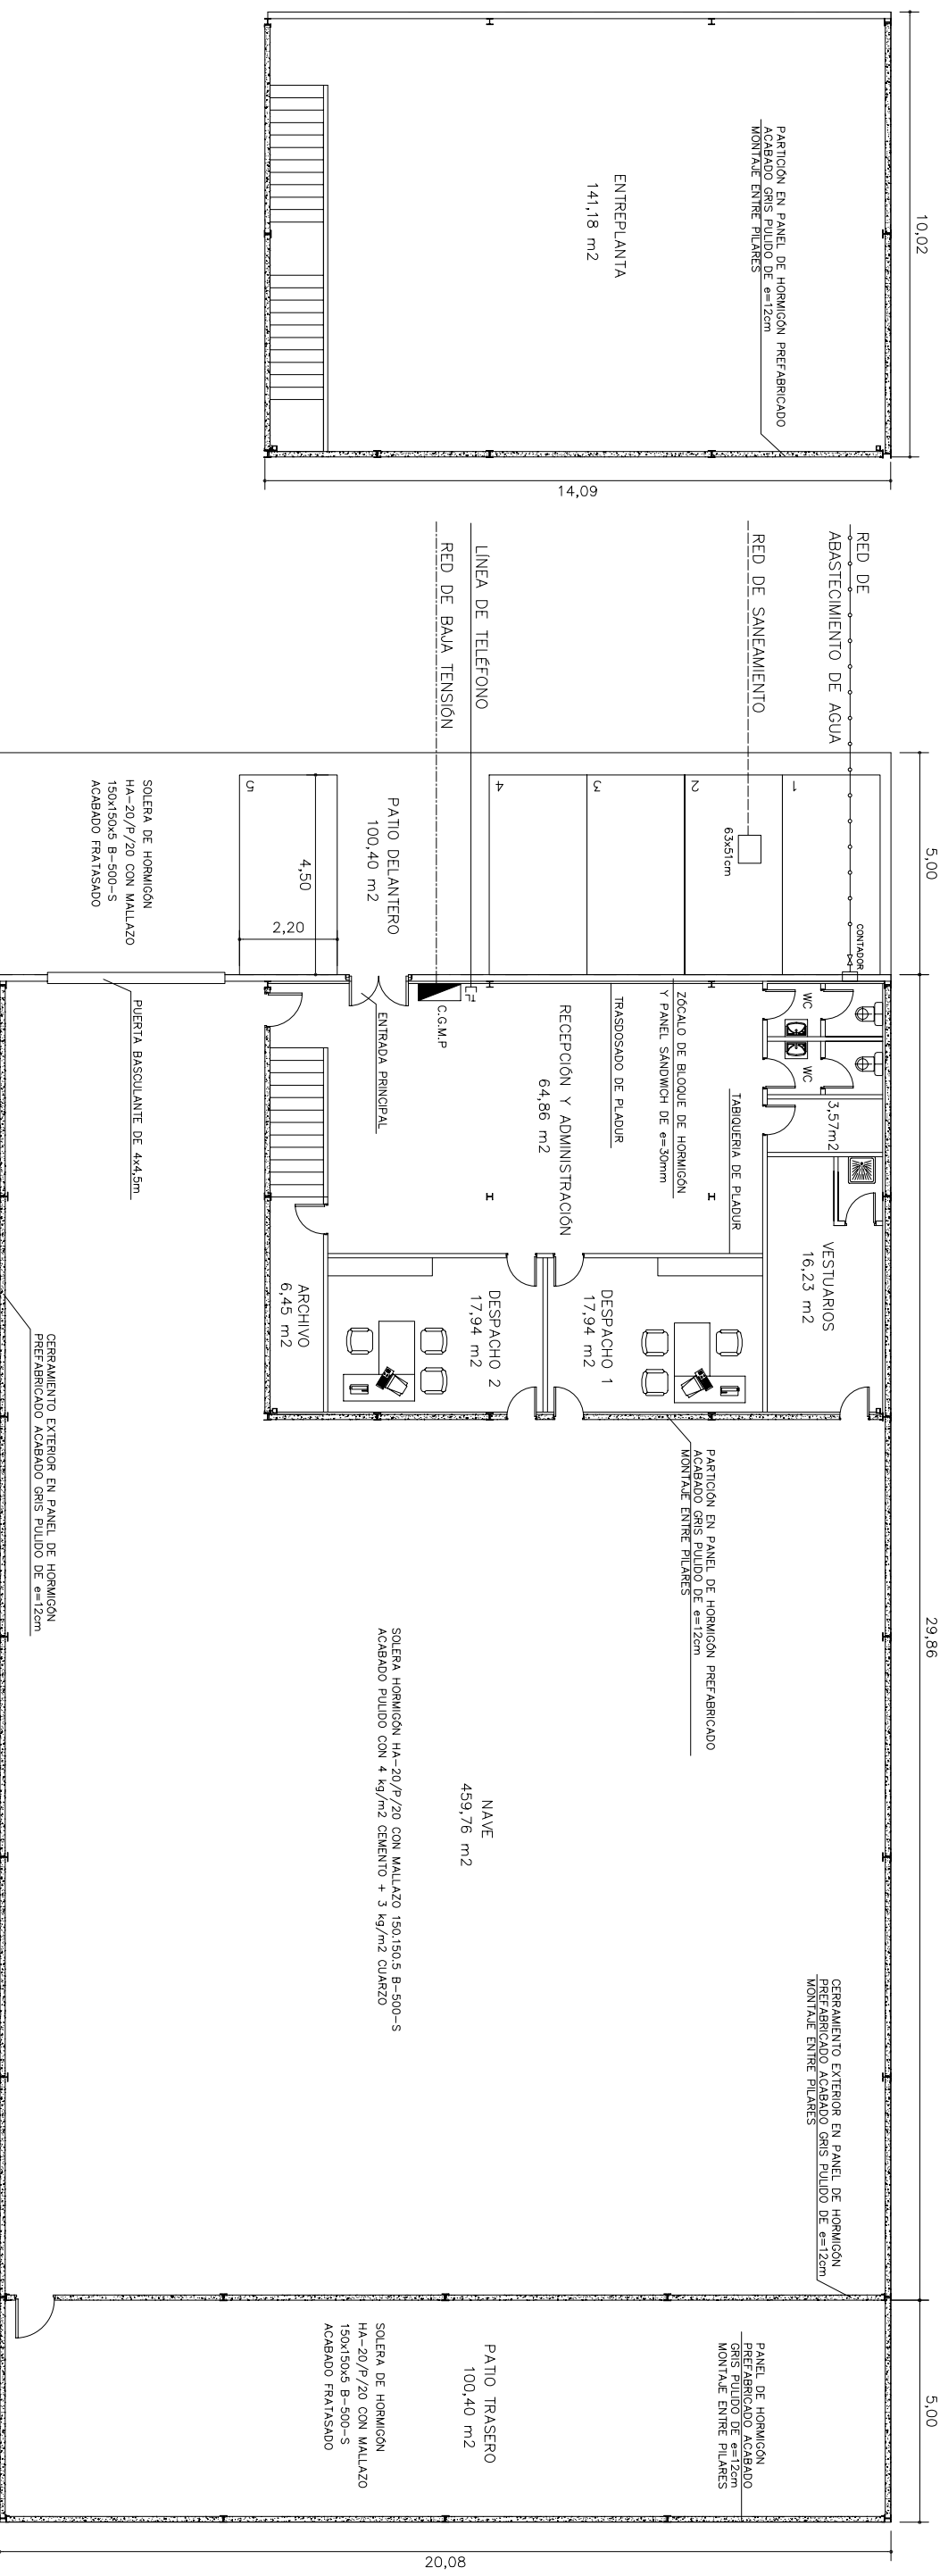 10,02
PARTICIÓN EN PANEL DE HORMIGÓN PREFABRICADO
ACABADO GRIS PULIDO DE e=12cm
MONTAJE ENTRE PILARES
ENTREPLANTA
141,18 m2
14,09
RED DE
ABASTECIMIENTO DE AGUA
RED DE SANEAMIENTO
LÍNEA DE TELÉFONO
RED DE BAJA TENSIÓN
5,00
1
2
3
4
5
63x51cm
CONTADOR
PATIO DELANTERO
100,40 m2
4,50
2,20
SOLERA DE HORMIGÓN
HA-20/P/20 CON MALLAZO
150x150x5 B-500-S
ACABADO FRATASADO
WC
WC
3,57m2
TABIQUERIA DE PLADUR
ZÓCALO DE BLOQUE DE HORMIGÓN
Y PANEL SÁNDWICH DE e=30mm
TRASDOSADO DE PLADUR
RECEPCIÓN Y ADMINISTRACIÓN
64,86 m2
TL
C.G.M.P
ENTRADA PRINCIPAL
PUERTA BASCULANTE DE 4x4,5m
VESTUARIOS
16,23 m2
DESPACHO 1
17,94 m2
DESPACHO 2
17,94 m2
ARCHIVO
6,45 m2
CERRAMIENTO EXTERIOR EN PANEL DE HORMIGÓN
PREFABRICADO ACABADO GRIS PULIDO DE e=12cm
29,86
PARTICIÓN EN PANEL DE HORMIGÓN PREFABRICADO
ACABADO GRIS PULIDO DE e=12cm
MONTAJE ENTRE PILARES
NAVE
459,76 m2
SOLERA HORMIGÓN HA-20/P/20 CON MALLAZO 150.150.5 B-500-S
ACABADO PULIDO CON 4 kg/m2 CEMENTO + 3 kg/m2 CUARZO
CERRAMIENTO EXTERIOR EN PANEL DE HORMIGÓN
PREFABRICADO ACABADO GRIS PULIDO DE e=12cm
MONTAJE ENTRE PILARES
5,00
PANEL DE HORMIGÓN
PREFABRICADO ACABADO
GRIS PULIDO DE e=12cm
MONTAJE ENTRE PILARES
PATIO TRASERO
100,40 m2
SOLERA DE HORMIGÓN
HA-20/P/20 CON MALLAZO
150x150x5 B-500-S
ACABADO FRATASADO
20,08